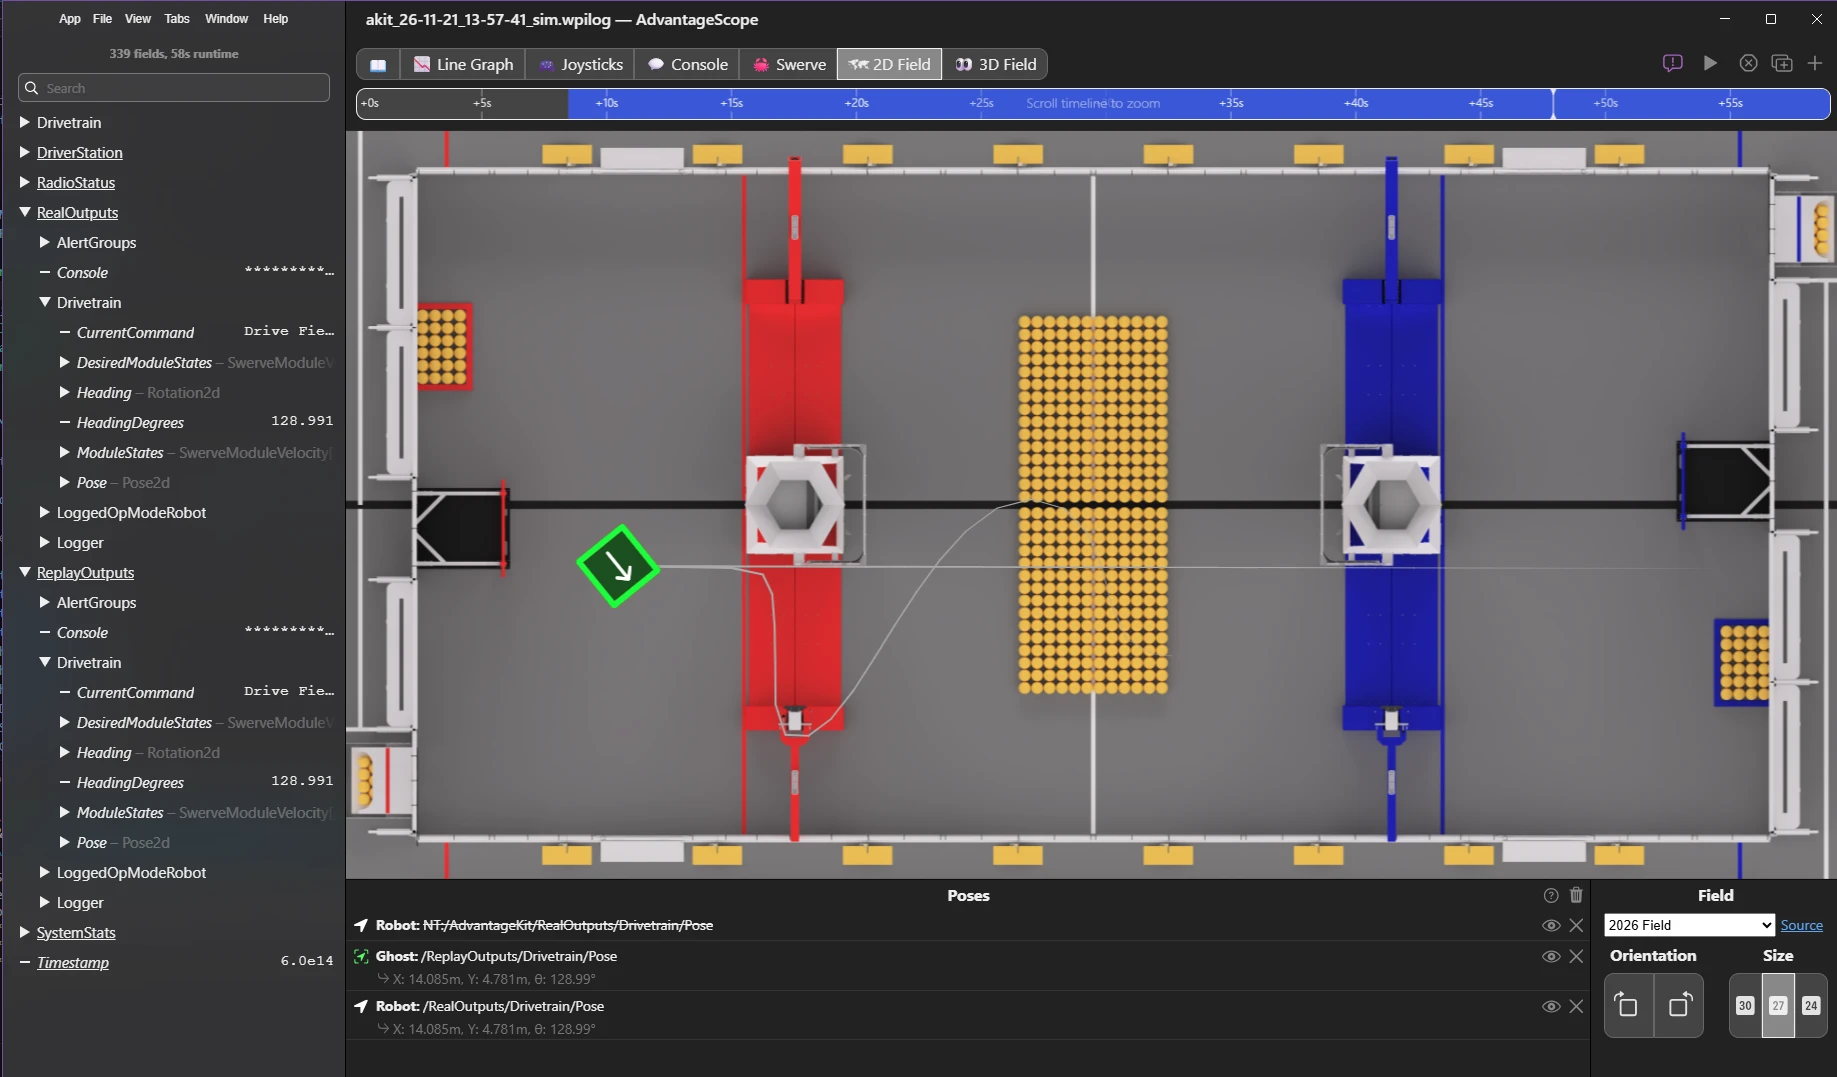 App File View Tabs Window Help
akit_26-11-21_13-57-41_sim.wpilog — AdvantageScope
339 fields, 58s runtime
Search
Line Graph Joysticks Console Swerve 2D Field 3D Field
+0s +5s +10s +15s +20s +25s Scroll timeline to zoom +35s +40s +45s +50s +55s
Drivetrain
DriverStation
RadioStatus
RealOutputs
AlertGroups
Console *********...
Drivetrain
CurrentCommand Drive Fie...
DesiredModuleStates – SwerveModuleV
Heading – Rotation2d
HeadingDegrees 128.991
ModuleStates – SwerveModuleVelocity[
Pose – Pose2d
LoggedOpModeRobot
Logger
ReplayOutputs
AlertGroups
Console *********...
Drivetrain
CurrentCommand Drive Fie...
DesiredModuleStates – SwerveModuleV
Heading – Rotation2d
HeadingDegrees 128.991
ModuleStates – SwerveModuleVelocity[
Pose – Pose2d
LoggedOpModeRobot
Logger
SystemStats
Timestamp 6.0e14
Poses
Robot: NT:/AdvantageKit/RealOutputs/Drivetrain/Pose
Ghost: /ReplayOutputs/Drivetrain/Pose
X: 14.085m, Y: 4.781m, θ: 128.99°
Robot: /RealOutputs/Drivetrain/Pose
X: 14.085m, Y: 4.781m, θ: 128.99°
Field
2026 Field Source
Orientation Size
30 27 24